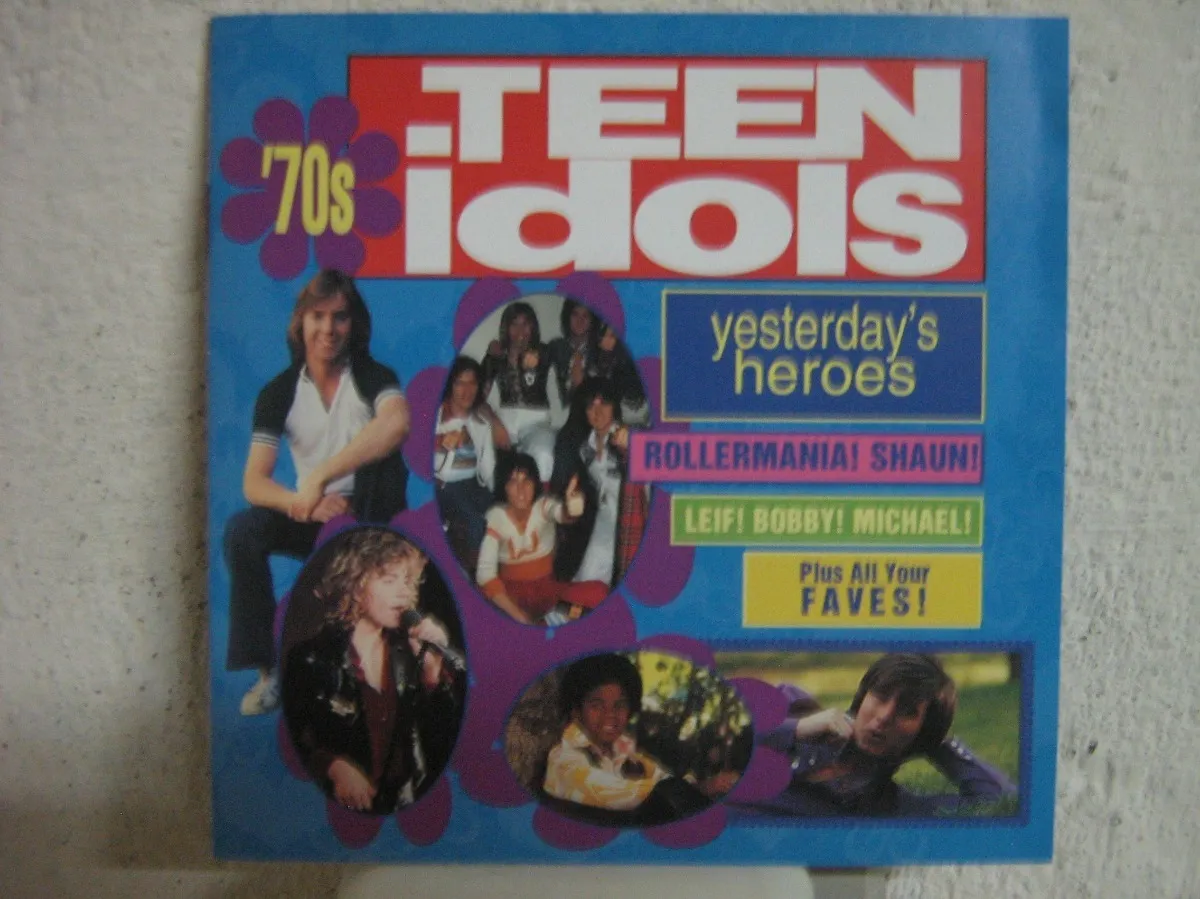 '70s
TEEN
idols
yesterday's
heroes
ROLLERMANIA! SHAUN!
LEIF! BOBBY! MICHAEL!
Plus All Your
FAVES!